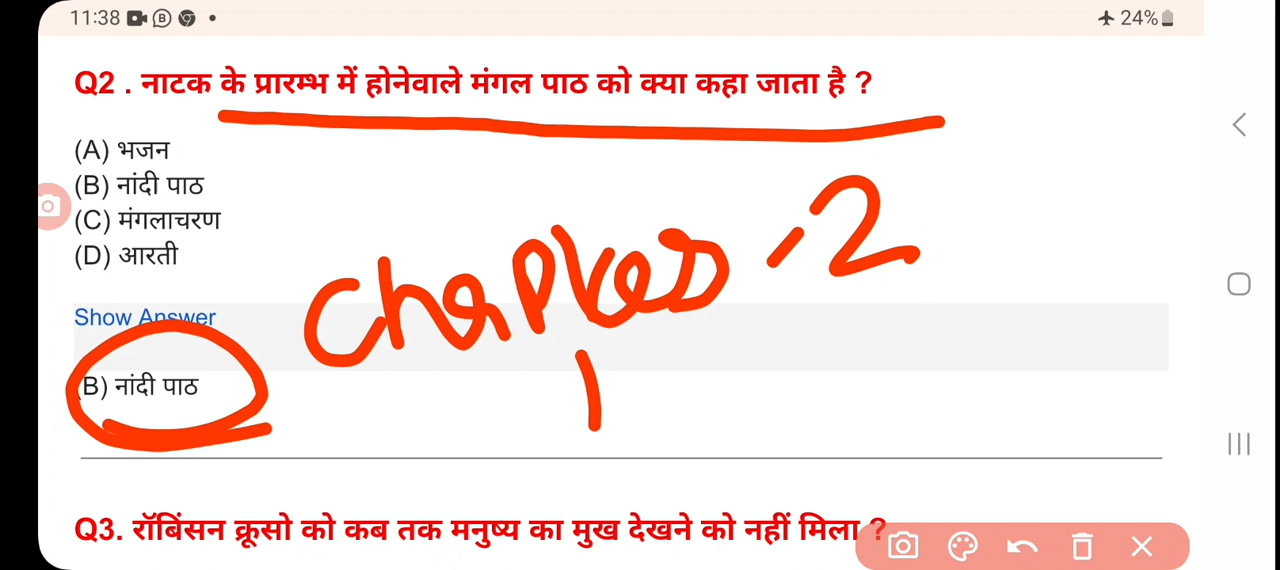 11:38
24%
Q2 . नाटक के प्रारम्भ में होनेवाले मंगल पाठ को क्या कहा जाता है ?
(A) भजन
(B) नांदी पाठ
(C) मंगलाचरण
(D) आरती
Chapter - 2
Show Answer
(B) नांदी पाठ
Q3. रॉबिंसन क्रूसो को कब तक मनुष्य का मुख देखने को नहीं मिला ?